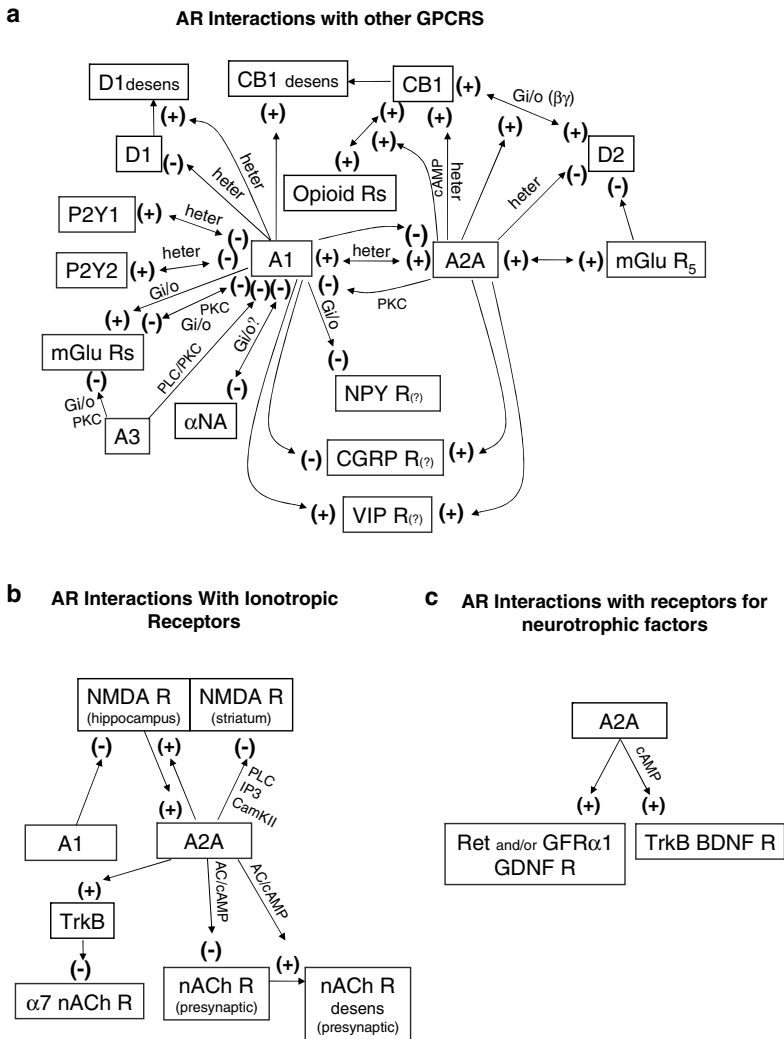 a
AR Interactions with other GPCRS
D1 desens
CB1 desens
CB1
(+)
Gi/o (βγ)
(+)
(+)
(+)
(+)
(+)
(+)
D1
(-)
heter
heter
(+)
(+)
cAMP
heter
heter
(-)
D2
(-)
Opioid Rs
P2Y1
(+)
heter
(-)
P2Y2
(+)
heter
(-)
A1
(+)
heter
(+)
(-)
A2A
(+)
(+)
mGlu R5
Gi/o
(+)
(-)
PKC
Gi/o
(-)
(-)
(-)
(-)
PKC
Gi/o
mGlu Rs
(-)
PLC/PKC
Gi/o?
(-)
(-)
NPY R(?)
Gi/o
PKC
A3
αNA
(-)
CGRP R(?)
(+)
(+)
VIP R(?)
(+)
b
AR Interactions With Ionotropic
Receptors
NMDA R
(hippocampus)
NMDA R
(striatum)
(-)
(+)
(-)
(+)
PLC
IP3
CamKII
A1
A2A
(+)
AC/cAMP
AC/cAMP
TrkB
(-)
(-)
(+)
α7 nACh R
nACh R
(presynaptic)
nACh R
desens
(presynaptic)
c
AR Interactions with receptors for
neurotrophic factors
A2A
cAMP
(+)
(+)
Ret and/or GFRα1
GDNF R
TrkB BDNF R